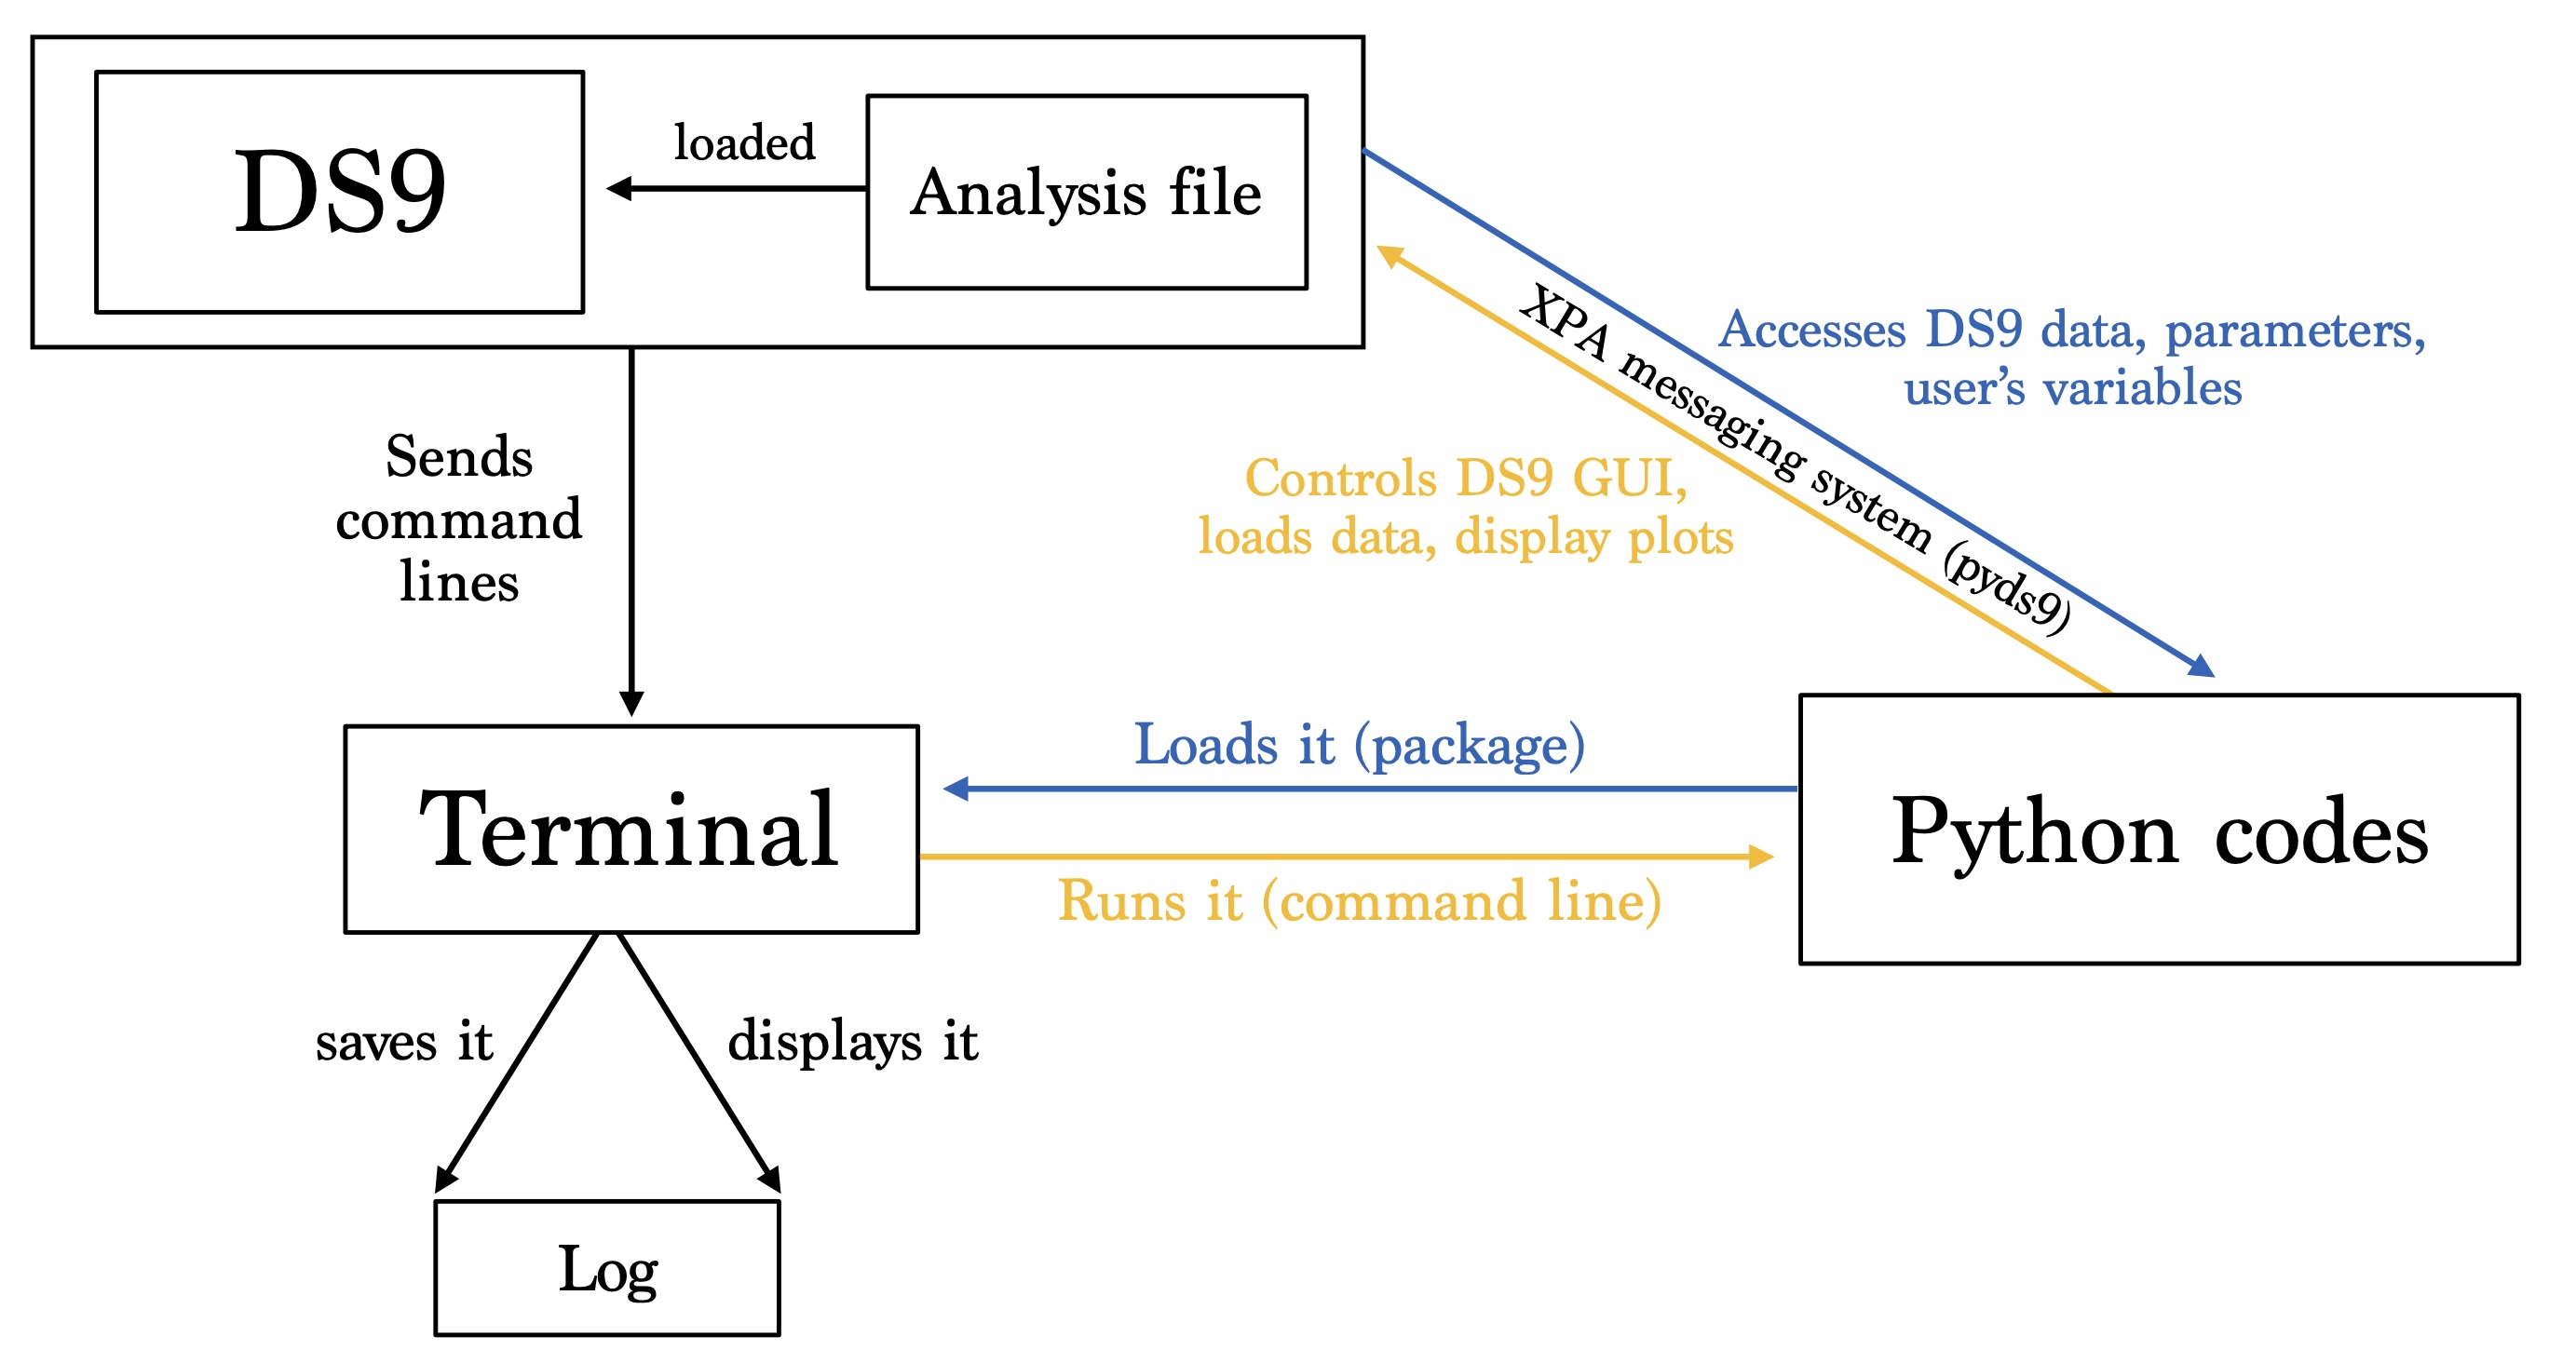 DS9
loaded
Analysis file
Accesses DS9 data, parameters,
user’s variables
XPA messaging system (pyds9)
Controls DS9 GUI,
loads data, display plots
Sends
command
lines
Terminal
Loads it (package)
Runs it (command line)
Python codes
saves it
displays it
Log